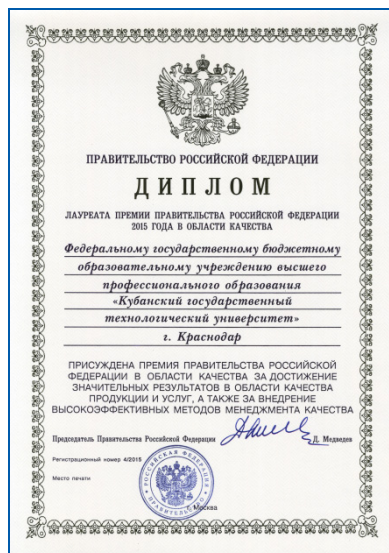 ПРАВИТЕЛЬСТВО РОССИЙСКОЙ ФЕДЕРАЦИИ
ДИПЛОМ
ЛАУРЕАТА ПРЕМИИ ПРАВИТЕЛЬСТВА РОССИЙСКОЙ ФЕДЕРАЦИИ
2015 ГОДА В ОБЛАСТИ КАЧЕСТВА
Федеральному государственному бюджетному
образовательному учреждению высшего
профессионального образования
«Кубанский государственный
технологический университет»
г. Краснодар
ПРИСУЖДЕНА ПРЕМИЯ ПРАВИТЕЛЬСТВА РОССИЙСКОЙ
ФЕДЕРАЦИИ В ОБЛАСТИ КАЧЕСТВА ЗА ДОСТИЖЕНИЕ
ЗНАЧИТЕЛЬНЫХ РЕЗУЛЬТАТОВ В ОБЛАСТИ КАЧЕСТВА
ПРОДУКЦИИ И УСЛУГ, А ТАКЖЕ ЗА ВНЕДРЕНИЕ
ВЫСОКОЭФФЕКТИВНЫХ МЕТОДОВ МЕНЕДЖМЕНТА КАЧЕСТВА
Председатель Правительства Российской Федерации Д. Медведев
Регистрационный номер 4/2015
Место печати
РОССИЙСКАЯ ФЕДЕРАЦИЯ
г. Москва